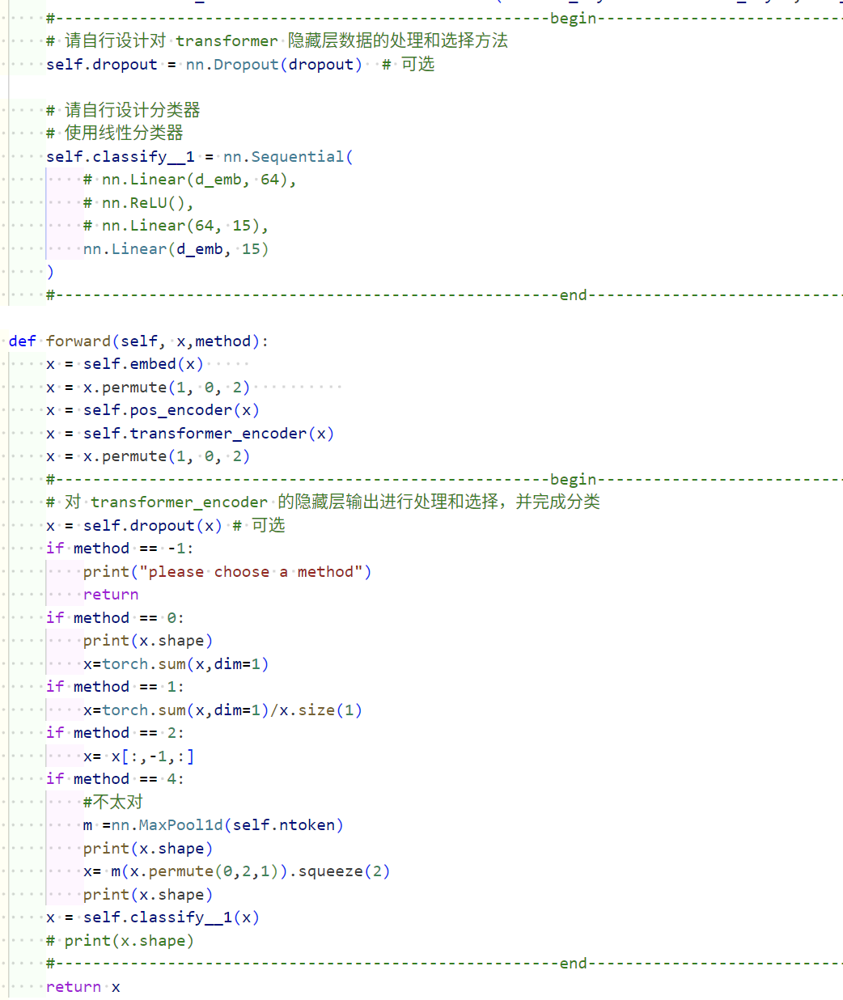 #-----------------------------------------------------begin---------------------------
# 请自行设计对 transformer 隐藏层数据的处理和选择方法
self.dropout = nn.Dropout(dropout)  # 可选
# 请自行设计分类器
# 使用线性分类器
self.classify__1 = nn.Sequential(
    # nn.Linear(d_emb, 64),
    # nn.ReLU(),
    # nn.Linear(64, 15),
    nn.Linear(d_emb, 15)
)
#------------------------------------------------------end----------------------------
def forward(self, x,method):
    x = self.embed(x)
    x = x.permute(1, 0, 2)
    x = self.pos_encoder(x)
    x = self.transformer_encoder(x)
    x = x.permute(1, 0, 2)
    #-----------------------------------------------------begin---------------------------
    # 对 transformer_encoder 的隐藏层输出进行处理和选择，并完成分类
    x = self.dropout(x) # 可选
    if method == -1:
        print("please choose a method")
        return
    if method == 0:
        print(x.shape)
        x=torch.sum(x,dim=1)
    if method == 1:
        x=torch.sum(x,dim=1)/x.size(1)
    if method == 2:
        x= x[:,-1,:]
    if method == 4:
        #不太对
        m =nn.MaxPool1d(self.ntoken)
        print(x.shape)
        x= m(x.permute(0,2,1)).squeeze(2)
        print(x.shape)
    x = self.classify__1(x)
    # print(x.shape)
    #------------------------------------------------------end----------------------------
    return x